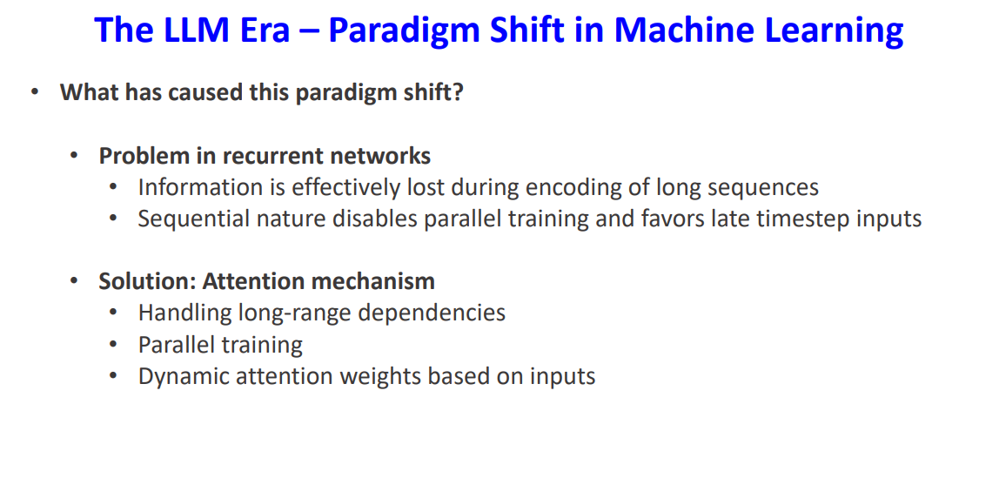 The LLM Era – Paradigm Shift in Machine Learning
• What has caused this paradigm shift?
• Problem in recurrent networks
• Information is effectively lost during encoding of long sequences
• Sequential nature disables parallel training and favors late timestep inputs
• Solution: Attention mechanism
• Handling long-range dependencies
• Parallel training
• Dynamic attention weights based on inputs